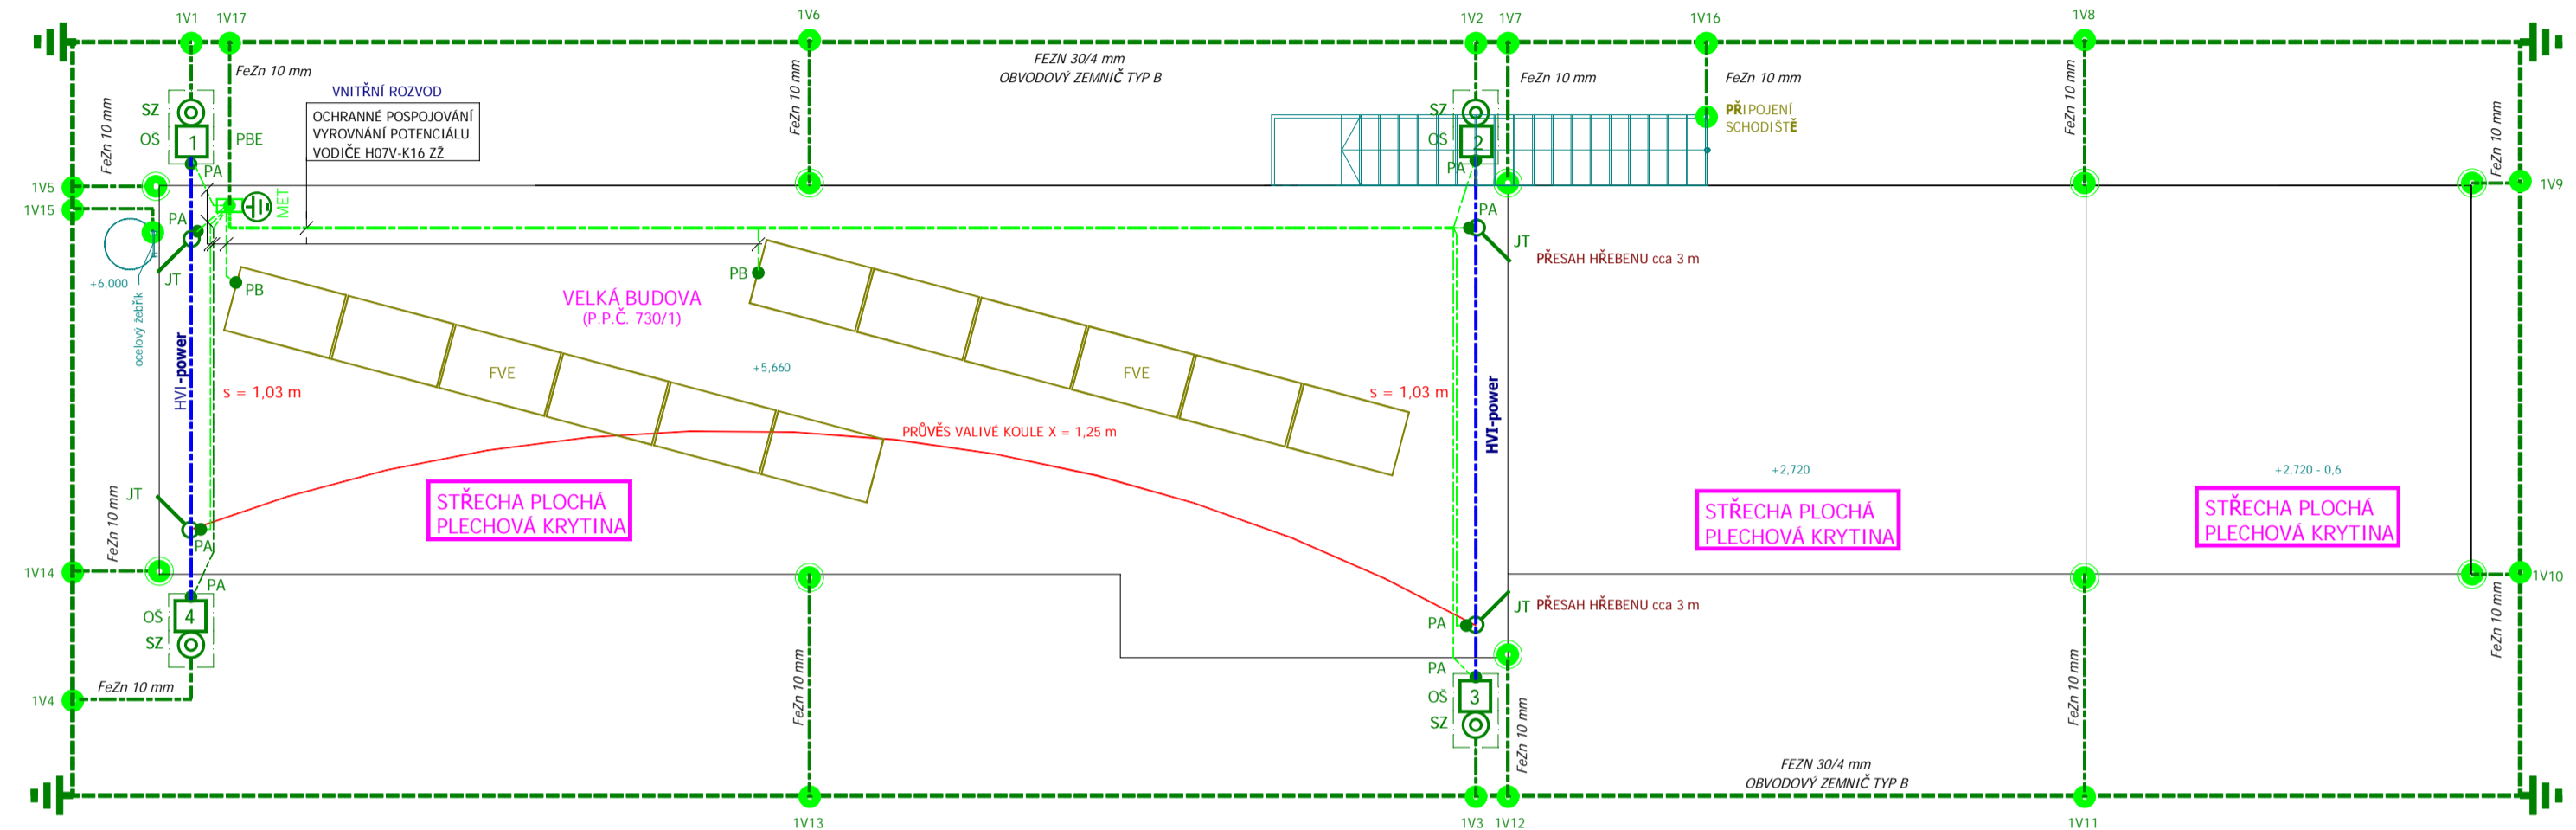 1V1
1V17
1V6
1V2
1V7
1V16
1V8
FeZn 10 mm
FEZN 30/4 mm
OBVODOVÝ ZEMNIČ TYP B
FeZn 10 mm
FeZn 10 mm
FeZn 10 mm
FeZn 10 mm
FeZn 10 mm
FeZn 10 mm
VNITŘNÍ ROZVOD
OCHRANNÉ POSPOJOVÁNÍ
VYROVNÁNÍ POTENCIÁLU
VODIČE H07V-K16 ZŽ
SZ
OŠ
1
PBE
PA
SZ
OŠ
2
PA
PŘIPOJENÍ
SCHODIŠTĚ
1V5
1V15
1V9
MET
PA
PA
JT
JT
PŘESAH HŘEBENU cca 3 m
+6,000
ocelový žebřík
PB
PB
VELKÁ BUDOVA
(P.P.Č. 730/1)
+5,660
FVE
FVE
HVI-power
s = 1,03 m
s = 1,03 m
HVI-power
PRŮVĚS VALIVÉ KOULE X = 1,25 m
+2,720
+2,720 - 0,6
JT
STŘECHA PLOCHÁ
PLECHOVÁ KRYTINA
STŘECHA PLOCHÁ
PLECHOVÁ KRYTINA
STŘECHA PLOCHÁ
PLECHOVÁ KRYTINA
FeZn 10 mm
PA
1V14
1V10
PA
OŠ
4
SZ
JT
PŘESAH HŘEBENU cca 3 m
PA
PA
OŠ
3
SZ
FeZn 10 mm
1V4
FeZn 10 mm
FeZn 10 mm
FeZn 10 mm
FeZn 10 mm
FEZN 30/4 mm
OBVODOVÝ ZEMNIČ TYP B
1V13
1V3
1V12
1V11